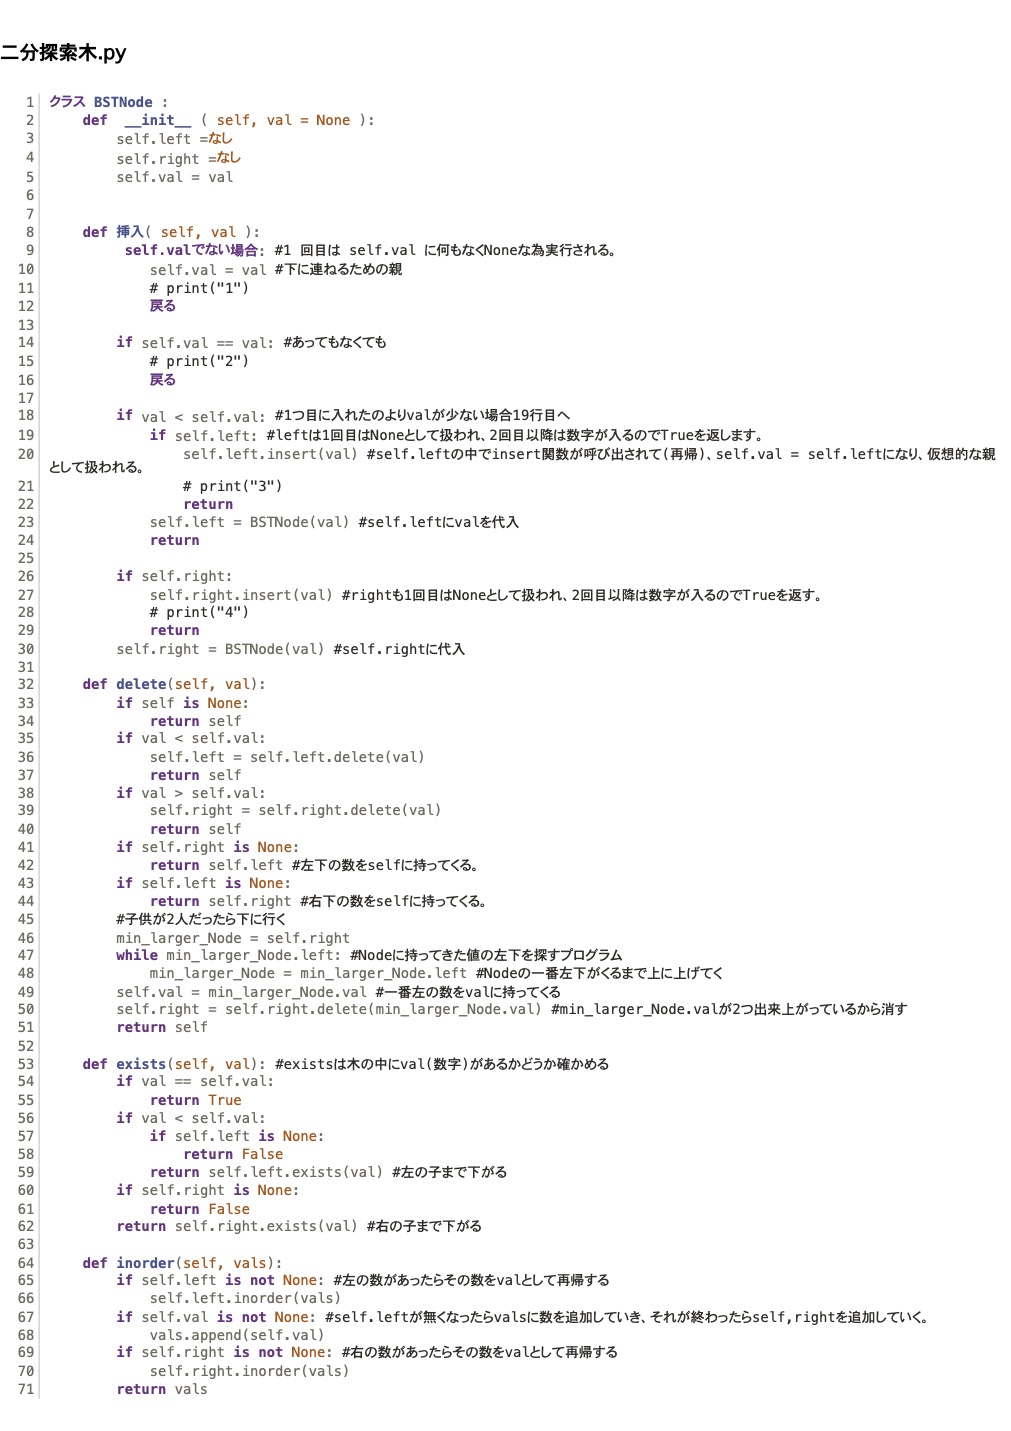 二分探索木.py
1 クラス BSTNode :
2     def  __init__ ( self, val = None ):
3         self.left =なし
4         self.right =なし
5         self.val = val
6
7
8     def 挿入( self, val ):
9          self.valでない場合: #1 回目は self.val に何もなくNoneな為実行される。
10             self.val = val #下に連ねるための親
11             # print("1")
12             戻る
13
14         if self.val == val: #あってもなくても
15             # print("2")
16             戻る
17
18         if val < self.val: #1つ目に入れたのよりvalが少ない場合19行目へ
19             if self.left: #leftは1回目はNoneとして扱われ、2回目以降は数字が入るのでTrueを返します。
20                 self.left.insert(val) #self.leftの中でinsert関数が呼び出されて(再帰)、self.val = self.leftになり、仮想的な親
として扱われる。
21                 # print("3")
22                 return
23             self.left = BSTNode(val) #self.leftにvalを代入
24             return
25
26         if self.right:
27             self.right.insert(val) #rightも1回目はNoneとして扱われ、2回目以降は数字が入るのでTrueを返す。
28             # print("4")
29             return
30         self.right = BSTNode(val) #self.rightに代入
31
32     def delete(self, val):
33         if self is None:
34             return self
35         if val < self.val:
36             self.left = self.left.delete(val)
37             return self
38         if val > self.val:
39             self.right = self.right.delete(val)
40             return self
41         if self.right is None:
42             return self.left #左下の数をselfに持ってくる。
43         if self.left is None:
44             return self.right #右下の数をselfに持ってくる。
45         #子供が2人だったら下に行く
46         min_larger_Node = self.right
47         while min_larger_Node.left: #Nodeに持ってきた値の左下を探すプログラム
48             min_larger_Node = min_larger_Node.left #Nodeの一番左下がくるまで上に上げてく
49         self.val = min_larger_Node.val #一番左の数をvalに持ってくる
50         self.right = self.right.delete(min_larger_Node.val) #min_larger_Node.valが2つ出来上がっているから消す
51         return self
52
53     def exists(self, val): #existsは木の中にval(数字)があるかどうか確かめる
54         if val == self.val:
55             return True
56         if val < self.val:
57             if self.left is None:
58                 return False
59             return self.left.exists(val) #左の子まで下がる
60         if self.right is None:
61             return False
62         return self.right.exists(val) #右の子まで下がる
63
64     def inorder(self, vals):
65         if self.left is not None: #左の数があったらその数をvalとして再帰する
66             self.left.inorder(vals)
67         if self.val is not None: #self.leftが無くなったらvalsに数を追加していき、それが終わったらself,rightを追加していく。
68             vals.append(self.val)
69         if self.right is not None: #右の数があったらその数をvalとして再帰する
70             self.right.inorder(vals)
71         return vals